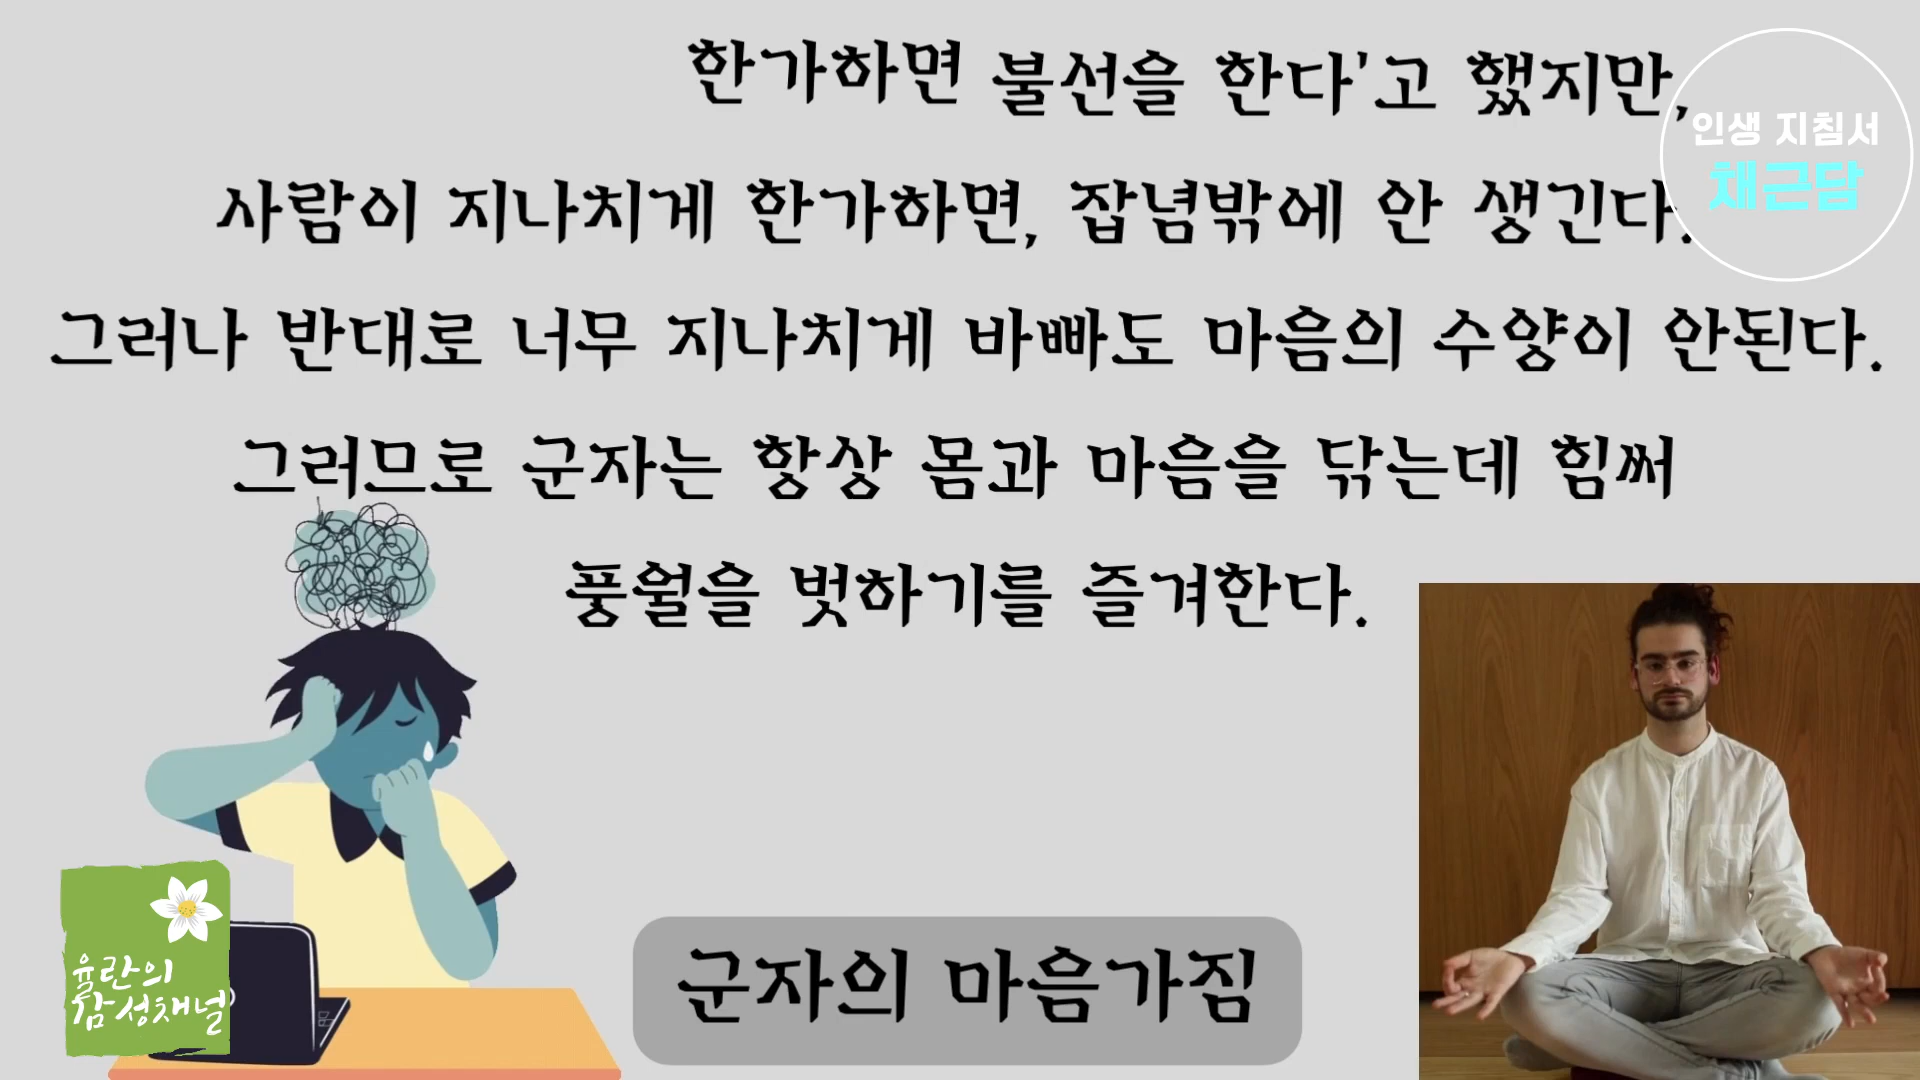 한가하면 불선을 한다'고 했지만,
인생 지침서
채근담
사람이 지나치게 한가하면, 잡념밖에 안 생긴다.
그러나 반대로 너무 지나치게 바빠도 마음의 수양이 안된다.
그러므로 군자는 항상 몸과 마음을 닦는데 힘써
풍월을 벗하기를 즐겨한다.
군자의 마음가짐
율란의
감성채널